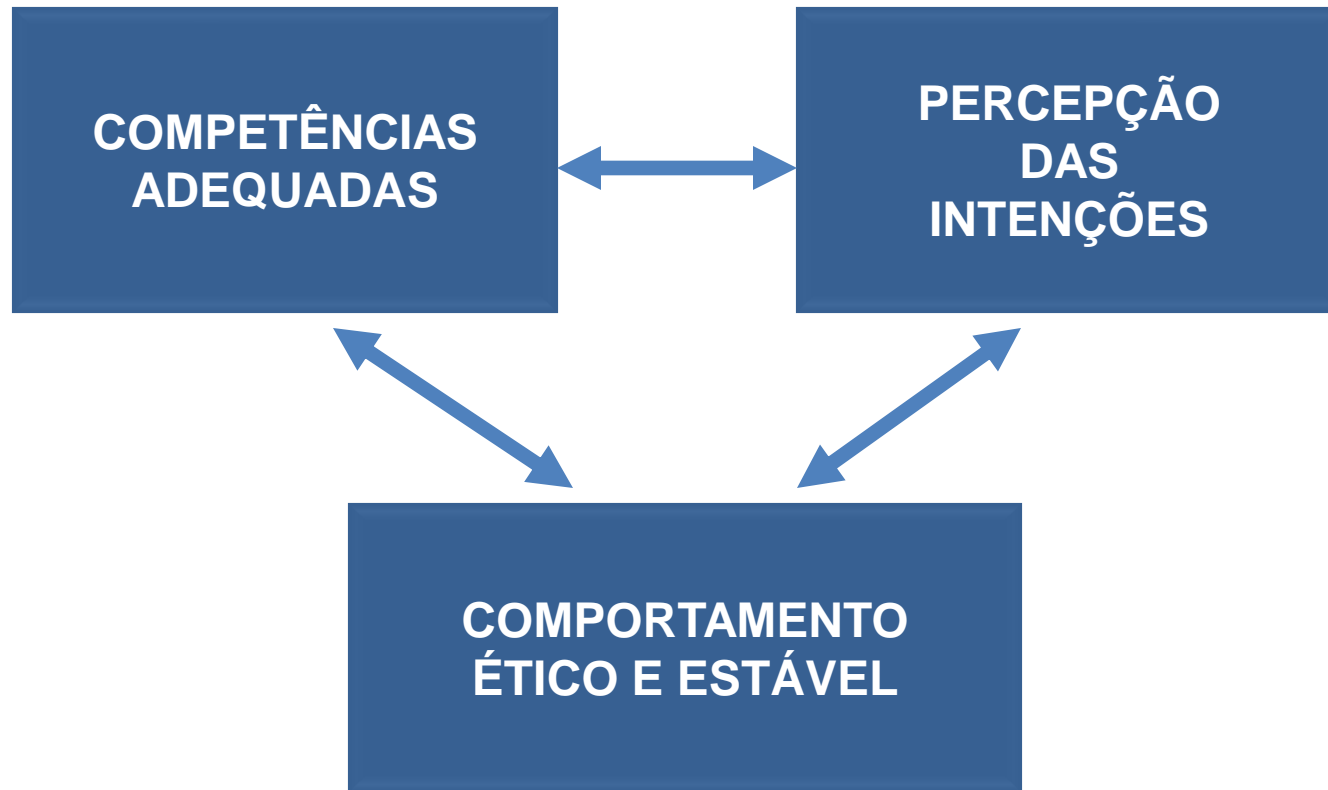 COMPETÊNCIAS
ADEQUADAS
PERCEPÇÃO
DAS
INTENÇÕES
COMPORTAMENTO
ÉTICO E ESTÁVEL